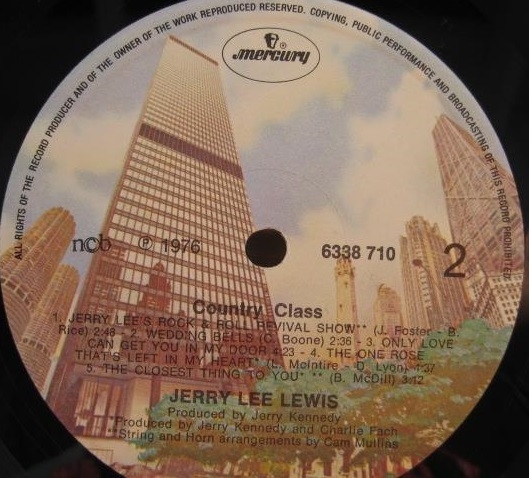 ALL RIGHTS OF THE RECORD PRODUCER AND OF THE OWNER OF THE WORK REPRODUCED RESERVED. COPYING, PUBLIC PERFORMANCE AND BROADCASTING OF THIS RECORD PROHIBITED.
mercury ®
ncb ℗ 1976
6338 710
2
Country Class
1. JERRY LEE'S ROCK & ROLL REVIVAL SHOW** (J. Foster - B.
Rice) 2:46 - 2. WEDDING BELLS (C. Boone) 2:36 - 3. ONLY LOVE
CAN GET YOU IN MY DOOR 4:23 - 4. THE ONE ROSE
THAT'S LEFT IN MY HEART (L. McIntire - D. Lyon) 4:37
5. THE CLOSEST THING TO YOU* ** (B. McDill) 3:12
JERRY LEE LEWIS
Produced by Jerry Kennedy
*Produced by Jerry Kennedy and Charlie Fach
**String and Horn arrangements by Cam Mullins